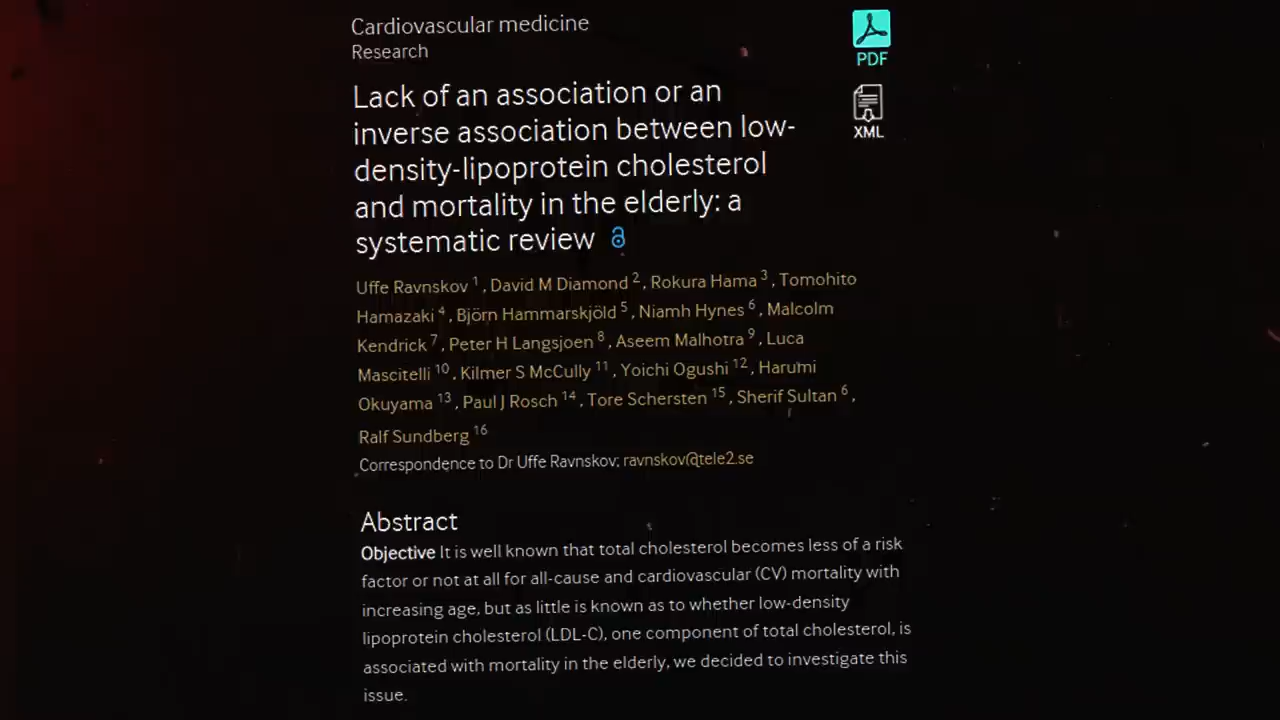 Cardiovascular medicine
Research
PDF
XML
Lack of an association or an
inverse association between low-
density-lipoprotein cholesterol
and mortality in the elderly: a
systematic review
Uffe Ravnskov 1, David M Diamond 2, Rokura Hama 3, Tomohito
Hamazaki 4, Björn Hammarskjöld 5, Niamh Hynes 6, Malcolm
Kendrick 7, Peter H Langsjoen 8, Aseem Malhotra 9, Luca
Mascitelli 10, Kilmer S McCully 11, Yoichi Ogushi 12, Harumi
Okuyama 13, Paul J Rosch 14, Tore Schersten 15, Sherif Sultan 6,
Ralf Sundberg 16
Correspondence to Dr Uffe Ravnskov; ravnskov@tele2.se
Abstract
Objective It is well known that total cholesterol becomes less of a risk
factor or not at all for all-cause and cardiovascular (CV) mortality with
increasing age, but as little is known as to whether low-density
lipoprotein cholesterol (LDL-C), one component of total cholesterol, is
associated with mortality in the elderly, we decided to investigate this
issue.